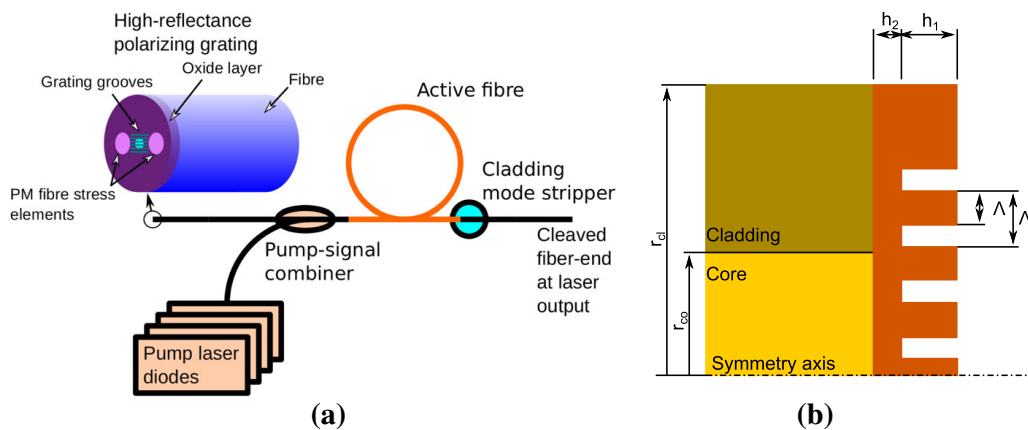 High-reflectance
polarizing grating
Grating grooves
Oxide layer
Fibre
PM fibre stress
elements
Active fibre
Cladding
mode stripper
Pump-signal
combiner
Cleaved
fiber-end
at laser
output
Pump laser
diodes
(a)
h2
h1
rcl
Cladding
Core
rco
Symmetry axis
Λ
Λ
(b)